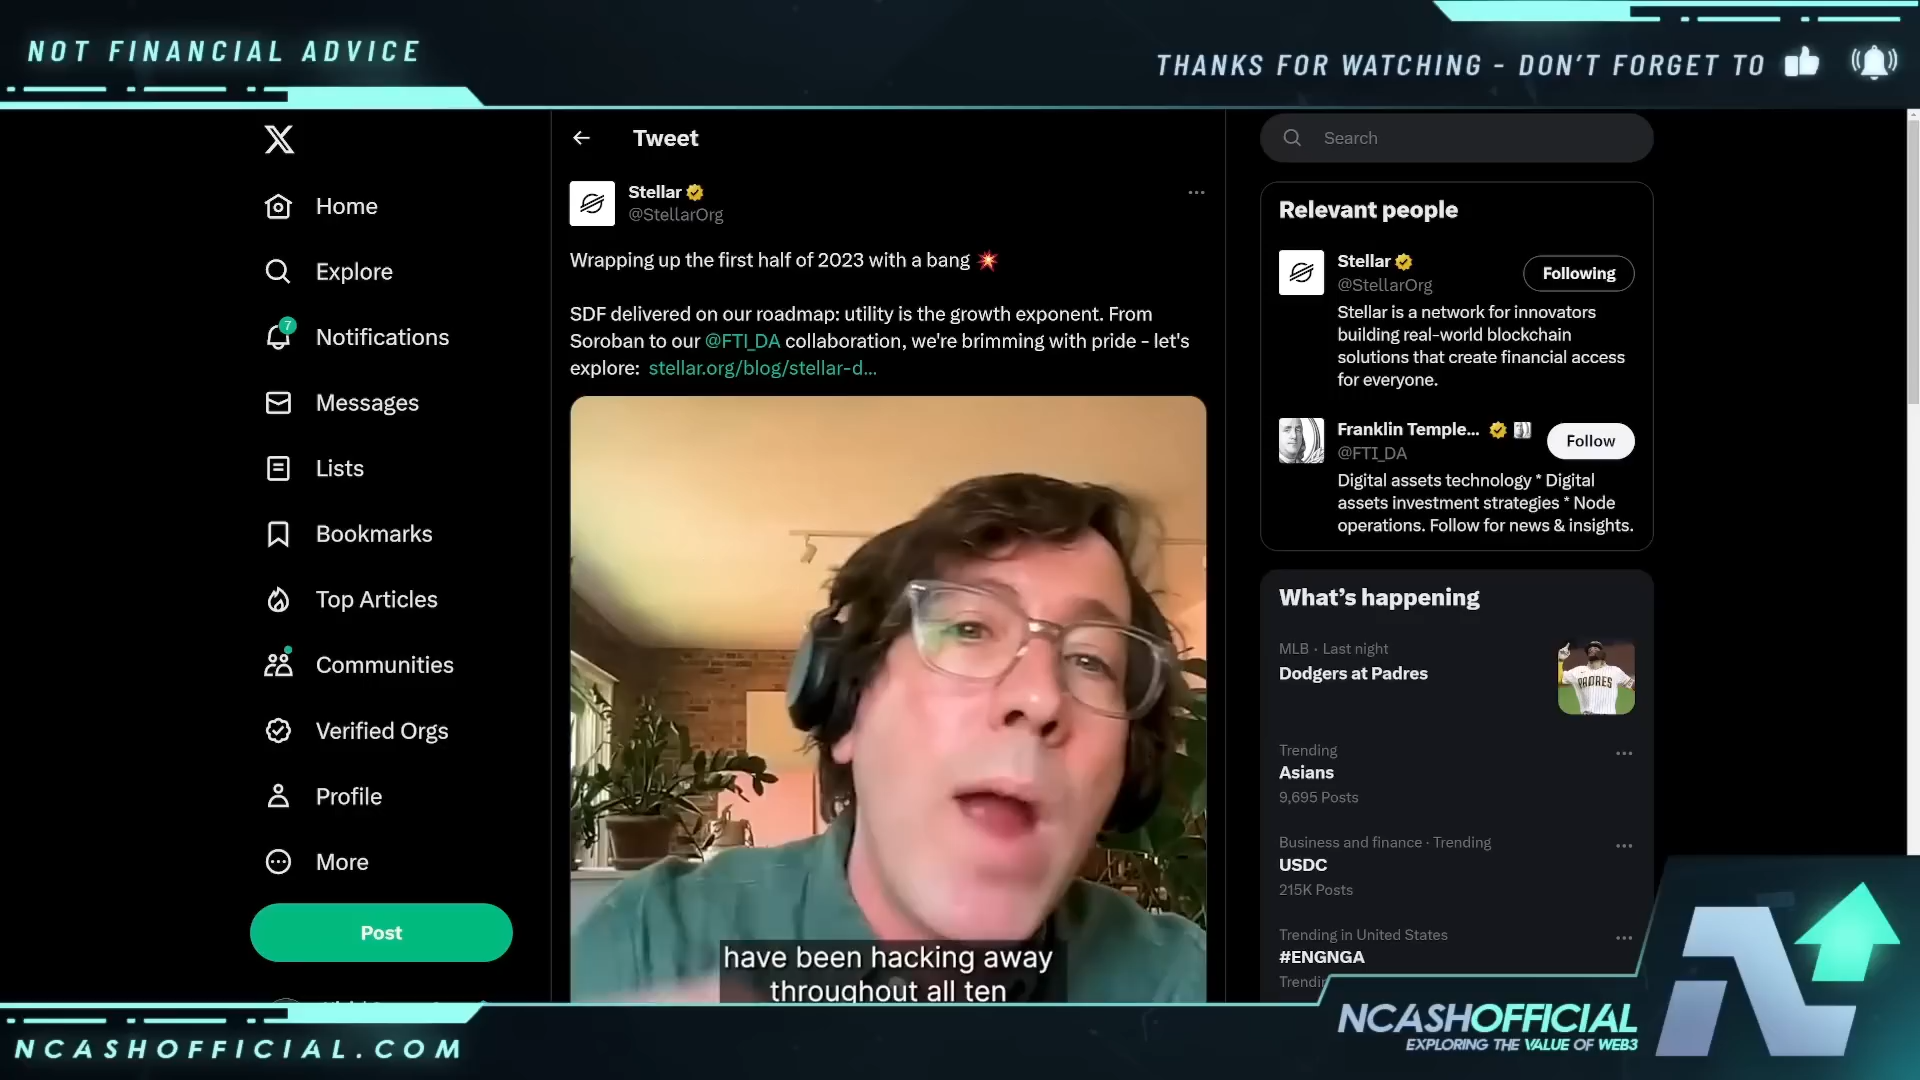 NOT FINANCIAL ADVICE
THANKS FOR WATCHING - DON'T FORGET TO
Home
Explore
7
Notifications
Messages
Lists
Bookmarks
Top Articles
Communities
Verified Orgs
Profile
More
Post
Tweet
Stellar
@StellarOrg
Wrapping up the first half of 2023 with a bang 💥
SDF delivered on our roadmap: utility is the growth exponent. From
Soroban to our @FTI_DA collaboration, we're brimming with pride - let's
explore: stellar.org/blog/stellar-d...
have been hacking away
throughout all ten
Search
Relevant people
Stellar
@StellarOrg
Following
Stellar is a network for innovators
building real-world blockchain
solutions that create financial access
for everyone.
Franklin Temple...
@FTI_DA
Follow
Digital assets technology * Digital
assets investment strategies * Node
operations. Follow for news & insights.
What's happening
MLB · Last night
Dodgers at Padres
PADRES
Trending
Asians
9,695 Posts
Business and finance · Trending
USDC
215K Posts
Trending in United States
#ENGNGA
NCASHOFFICIAL.COM
NCASHOFFICIAL
EXPLORING THE VALUE OF WEB3